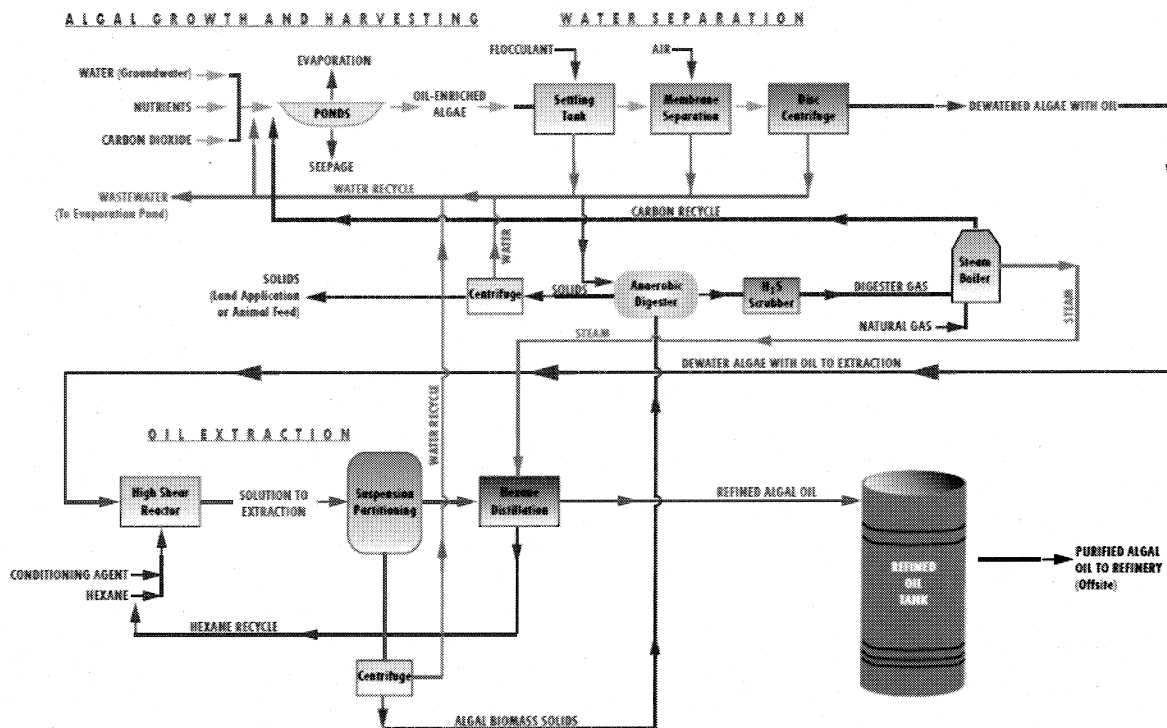 ALGAL GROWTH AND HARVESTING
WATER SEPARATION
FLOCCULANT
AIR
EVAPORATION
WATER (Groundwater)
NUTRIENTS
CARBON DIOXIDE
PONDS
OIL-ENRICHED
ALGAE
Settling
Tank
Membrane
Separation
Disc
Centrifuge
DEWATERED ALGAE WITH OIL
SEEPAGE
WASTEWATER
(To Evaporation Pond)
WATER RECYCLE
CARBON RECYCLE
WATER
SOLIDS
(Land Application
or Animal Feed)
Centrifuge
SOLIDS
Anaerobic
Digester
H2S
Scrubber
DIGESTER GAS
Steam
Boiler
NATURAL GAS
STEAM
STEAM
DEWATER ALGAE WITH OIL TO EXTRACTION
WATER RECYCLE
OIL EXTRACTION
High Shear
Reactor
SOLUTION TO
EXTRACTION
Suspension
Partitioning
Hexane
Distillation
REFINED ALGAL OIL
REFINED
OIL
TANK
PURIFIED ALGAL
OIL TO REFINERY
(Offsite)
CONDITIONING AGENT
HEXANE
HEXANE RECYCLE
Centrifuge
ALGAL BIOMASS SOLIDS